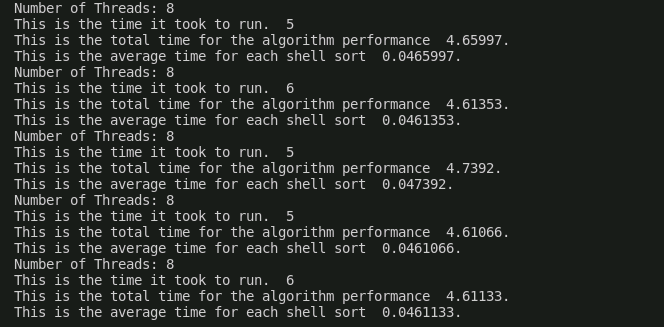 Number of Threads: 8
This is the time it took to run.  5
This is the total time for the algorithm performance  4.65997.
This is the average time for each shell sort  0.0465997.
Number of Threads: 8
This is the time it took to run.  6
This is the total time for the algorithm performance  4.61353.
This is the average time for each shell sort  0.0461353.
Number of Threads: 8
This is the time it took to run.  5
This is the total time for the algorithm performance  4.7392.
This is the average time for each shell sort  0.047392.
Number of Threads: 8
This is the time it took to run.  5
This is the total time for the algorithm performance  4.61066.
This is the average time for each shell sort  0.0461066.
Number of Threads: 8
This is the time it took to run.  6
This is the total time for the algorithm performance  4.61133.
This is the average time for each shell sort  0.0461133.